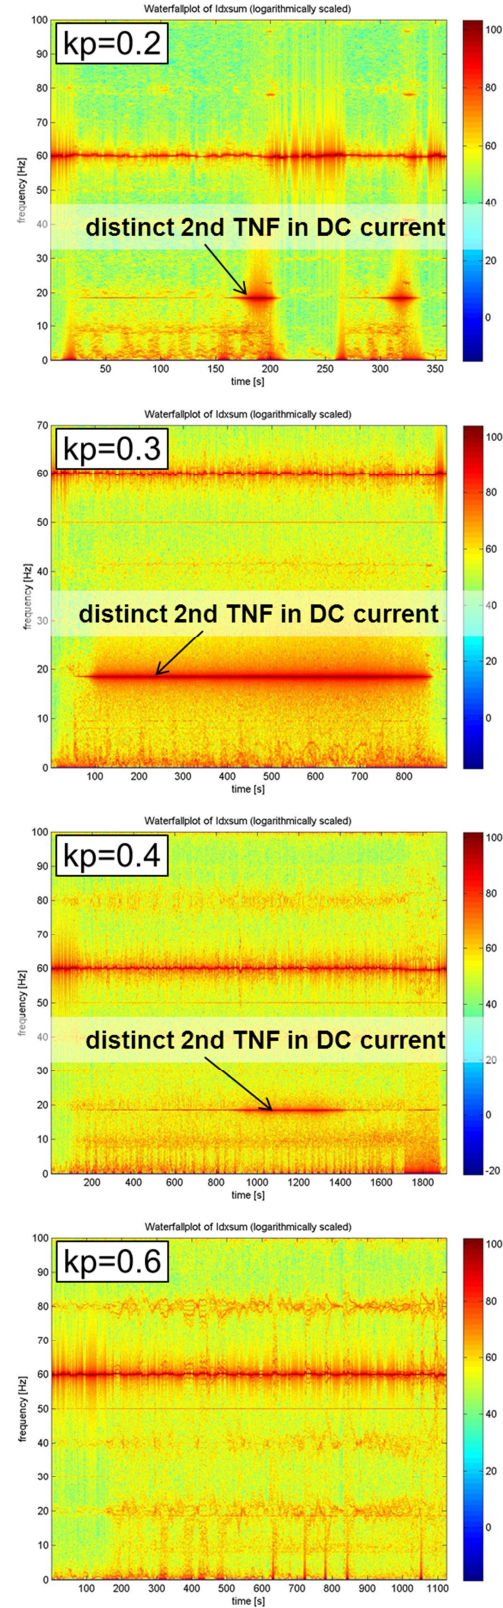 Waterfallplot of Idxsum (logarithmically scaled)
kp=0.2
distinct 2nd TNF in DC current
frequency [Hz]
100
90
80
70
60
50
40
30
20
10
0
50 100 150 200 250 300 350
time [s]
100
80
60
40
20
0
Waterfallplot of Idxsum (logarithmically scaled)
kp=0.3
distinct 2nd TNF in DC current
frequency [Hz]
70
60
50
40
30
20
10
0
100 200 300 400 500 600 700 800
time [s]
100
80
60
40
20
0
Waterfallplot of Idxsum (logarithmically scaled)
kp=0.4
distinct 2nd TNF in DC current
frequency [Hz]
100
90
80
70
60
50
40
30
20
10
0
200 400 600 800 1000 1200 1400 1600 1800
time [s]
100
80
60
40
20
0
-20
Waterfallplot of Idxsum (logarithmically scaled)
kp=0.6
frequency [Hz]
100
90
80
70
60
50
40
30
20
10
0
100 200 300 400 500 600 700 800 900 1000 1100
time [s]
100
80
60
40
20
0